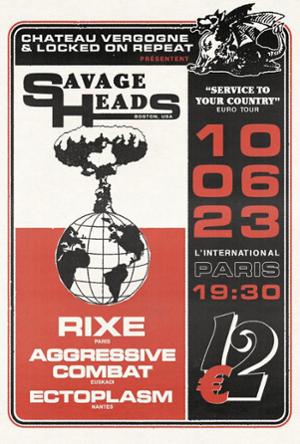 CHATEAU VERGOGNE
& LOCKED ON REPEAT
PRÉSENTENT
SAVAGE
HEADS
BOSTON, USA
"SERVICE TO
YOUR COUNTRY"
EURO TOUR
10
06
23
L'INTERNATIONAL
PARIS
19:30
RIXE
PARIS
AGGRESSIVE
COMBAT
EUSKADI
ECTOPLASM
NANTES
12
€